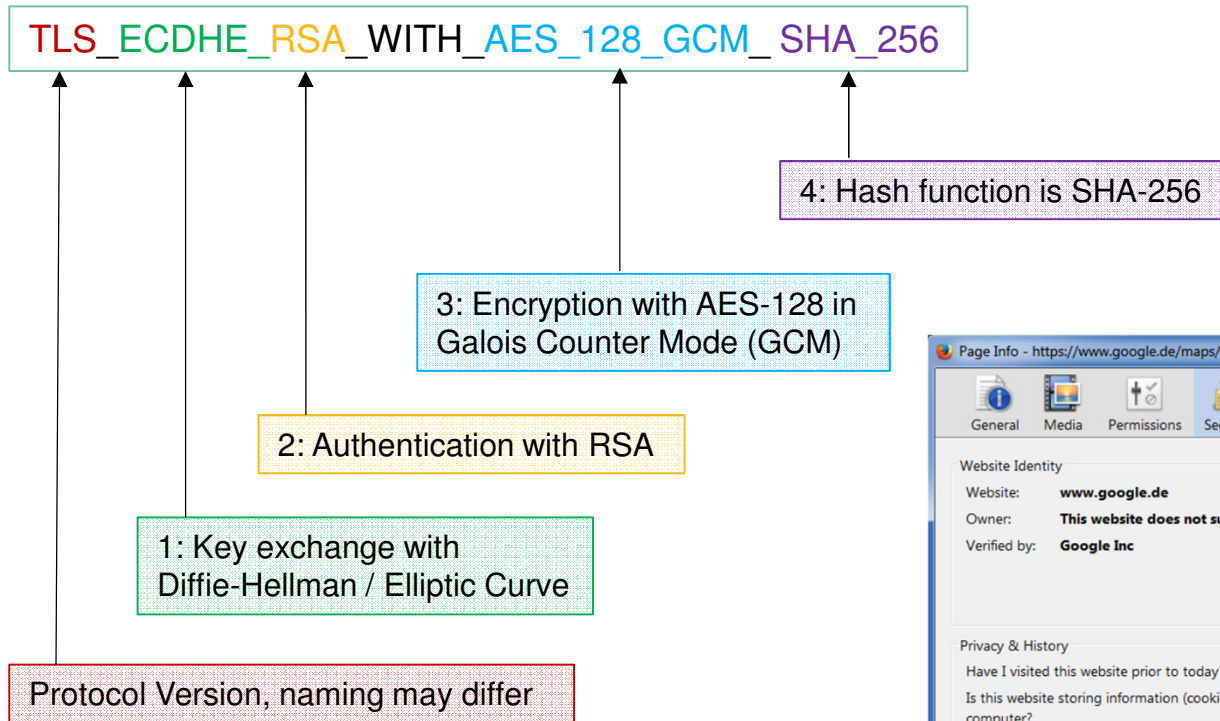 TLS_ECDHE_RSA_WITH_AES_128_GCM_ SHA_256
4: Hash function is SHA-256
3: Encryption with AES-128 in
Galois Counter Mode (GCM)
2: Authentication with RSA
1: Key exchange with
Diffie-Hellman / Elliptic Curve
Protocol Version, naming may differ
Page Info - https://www.google.de/maps/
General Media Permissions
Website Identity
Website: www.google.de
Owner: This website does not
Verified by: Google Inc
Privacy & History
Have I visited this website prior to today
Is this website storing information
computer?